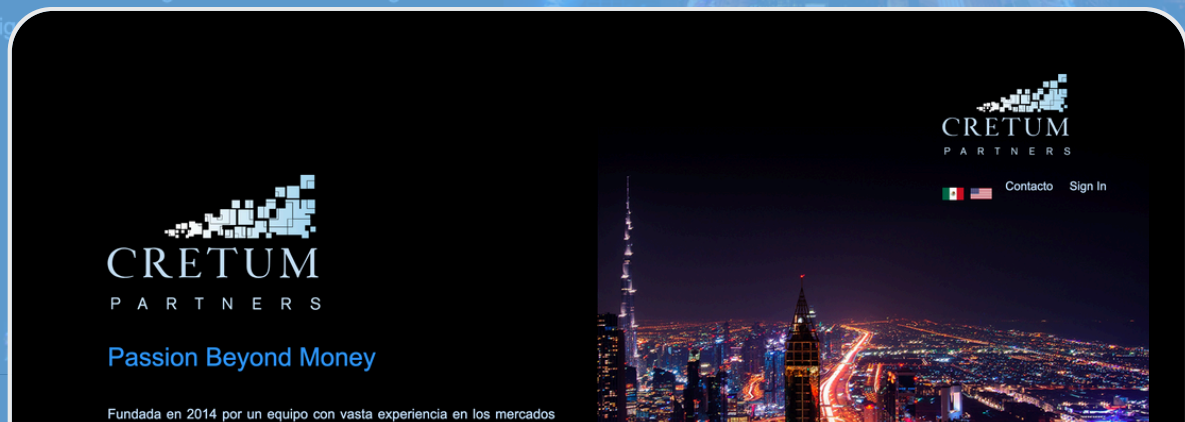 CRETUM
PARTNERS
Contacto Sign In
CRETUM
PARTNERS
Passion Beyond Money
Fundada en 2014 por un equipo con vasta experiencia en los mercados